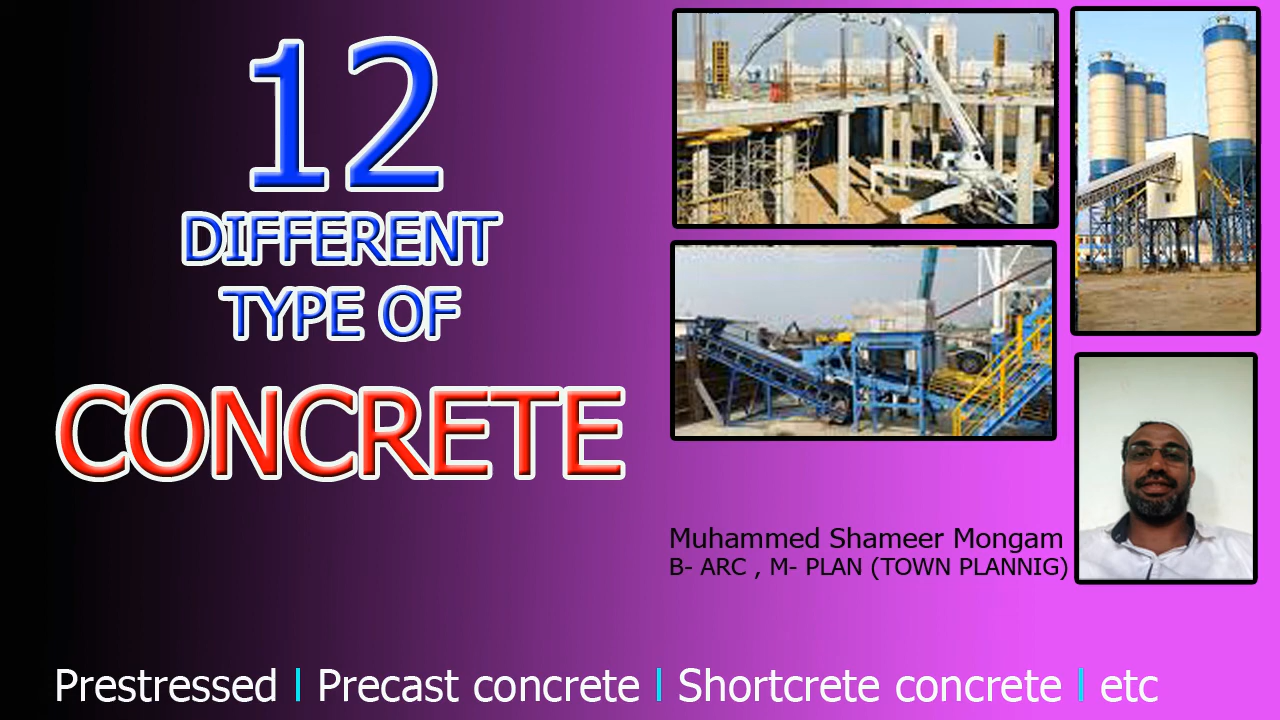 12
DIFFERENT
TYPE OF
CONCRETE
Muhammed Shameer Mongam
B- ARC , M- PLAN (TOWN PLANNIG)
Prestressed | Precast concrete | Shortcrete concrete | etc